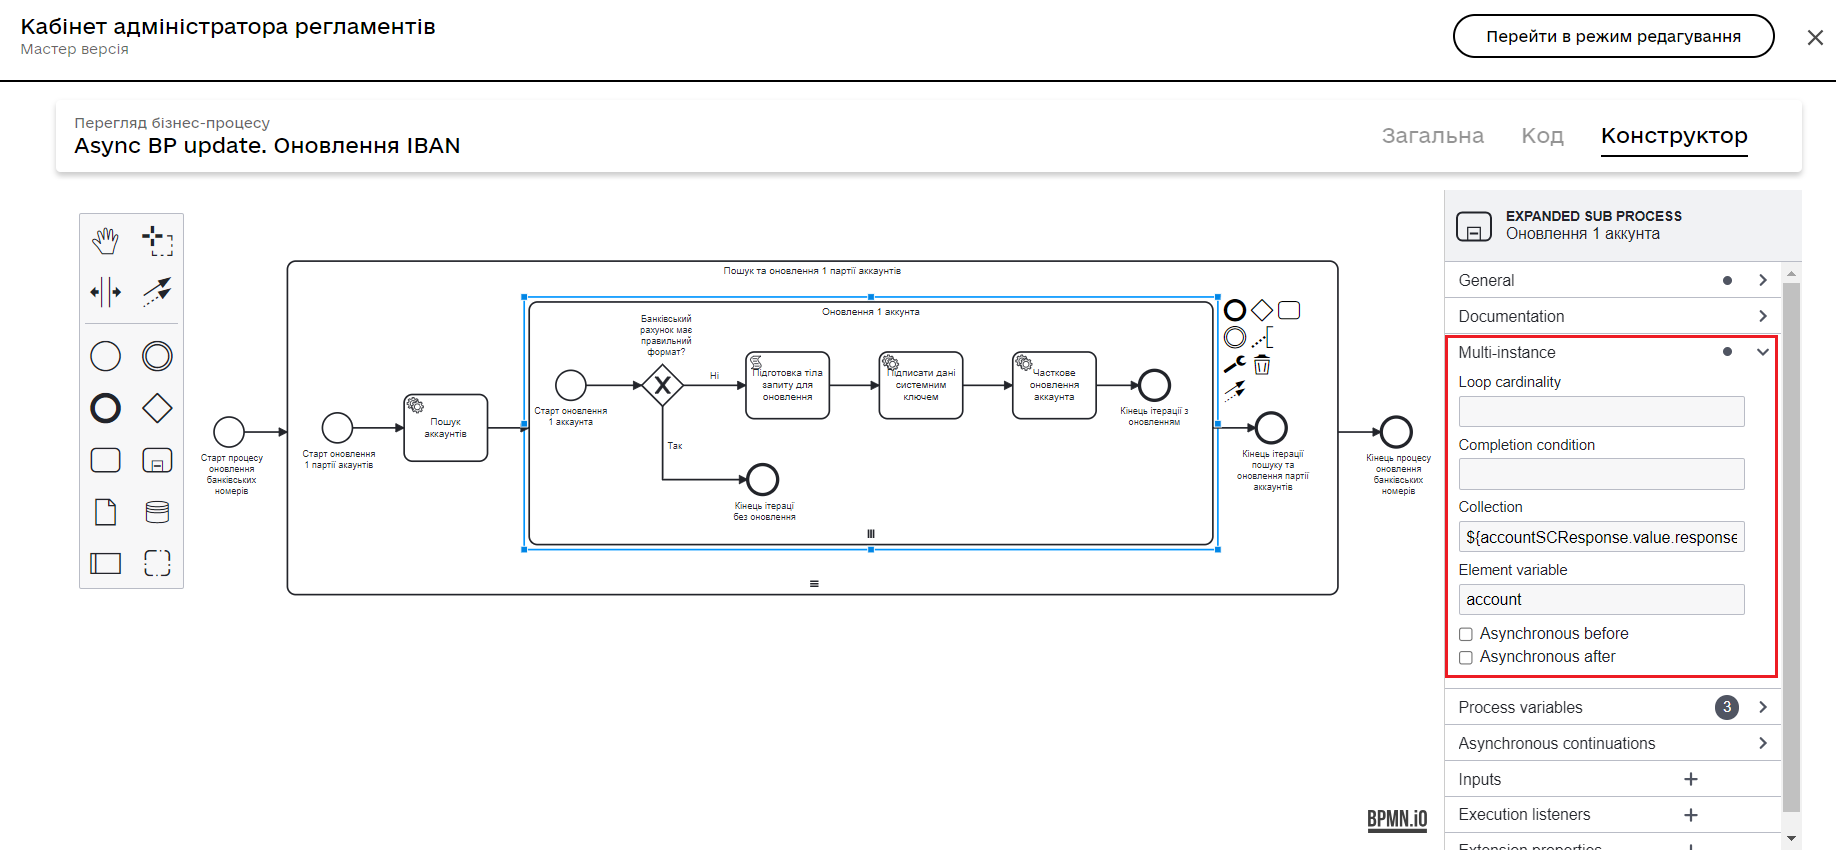 Кабінет адміністратора регламентів
Мастер версія
Перейти в режим редагування
Перегляд бізнес-процесу
Async BP update. Оновлення IBAN
Загальна
Код
Конструктор
Старт процесу
оновлення
банківських
номерів
Пошук та оновлення 1 партії аккаунтів
Старт оновлення
1 партії акаунтів
Пошук
аккаунтів
Оновлення 1 аккунта
Старт оновлення
1 аккаунта
Банківський
рахунок має
правильний
формат?
Ні
Так
Підготовка тіла
запиту для
оновлення
Підписати дані
системним
ключем
Часткове
оновлення
аккаунта
Кінець ітерації з
оновленням
Кінець ітерації
без оновлення
Кінець ітерації
пошуку та
оновлення партії
аккаунтів
Кінець процесу
оновлення
банківських
номерів
BPMN.iO
EXPANDED SUB PROCESS
Оновлення 1 аккунта
General
Documentation
Multi-instance
Loop cardinality
Completion condition
Collection
${accountSCResponse.value.response
Element variable
account
Asynchronous before
Asynchronous after
Process variables 3
Asynchronous continuations
Inputs
Execution listeners
Extension properties